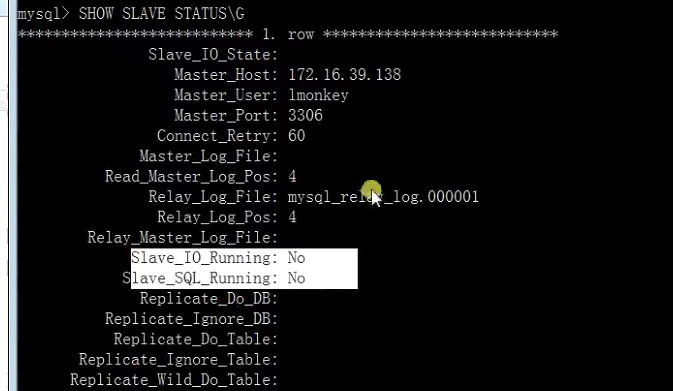 mysql> SHOW SLAVE STATUS\G
*************************** 1. row ***************************
Slave_IO_State:
Master_Host: 172.16.39.138
Master_User: lmonkey
Master_Port: 3306
Connect_Retry: 60
Master_Log_File:
Read_Master_Log_Pos: 4
Relay_Log_File: mysql_relay_log.000001
Relay_Log_Pos: 4
Relay_Master_Log_File:
Slave_IO_Running: No
Slave_SQL_Running: No
Replicate_Do_DB:
Replicate_Ignore_DB:
Replicate_Do_Table:
Replicate_Ignore_Table:
Replicate_Wild_Do_Table: